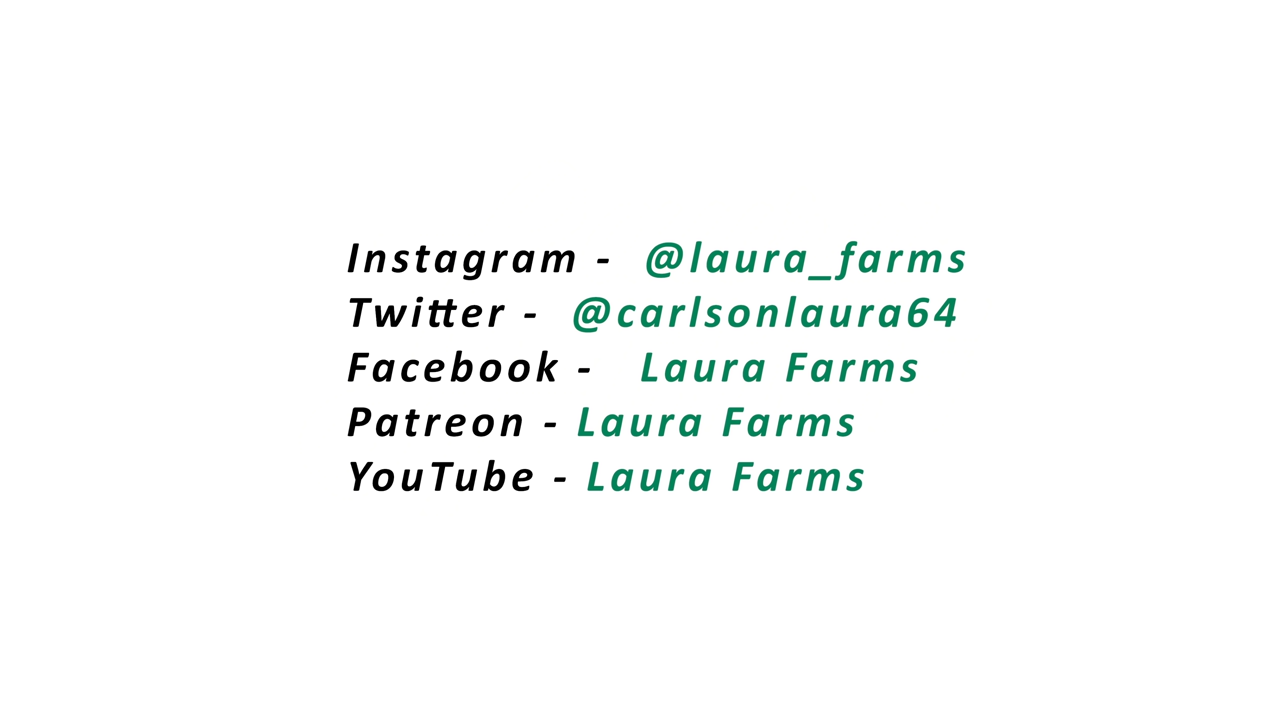 Instagram - @laura_farms
Twitter - @carlsonlaura64
Facebook - Laura Farms
Patreon - Laura Farms
YouTube - Laura Farms